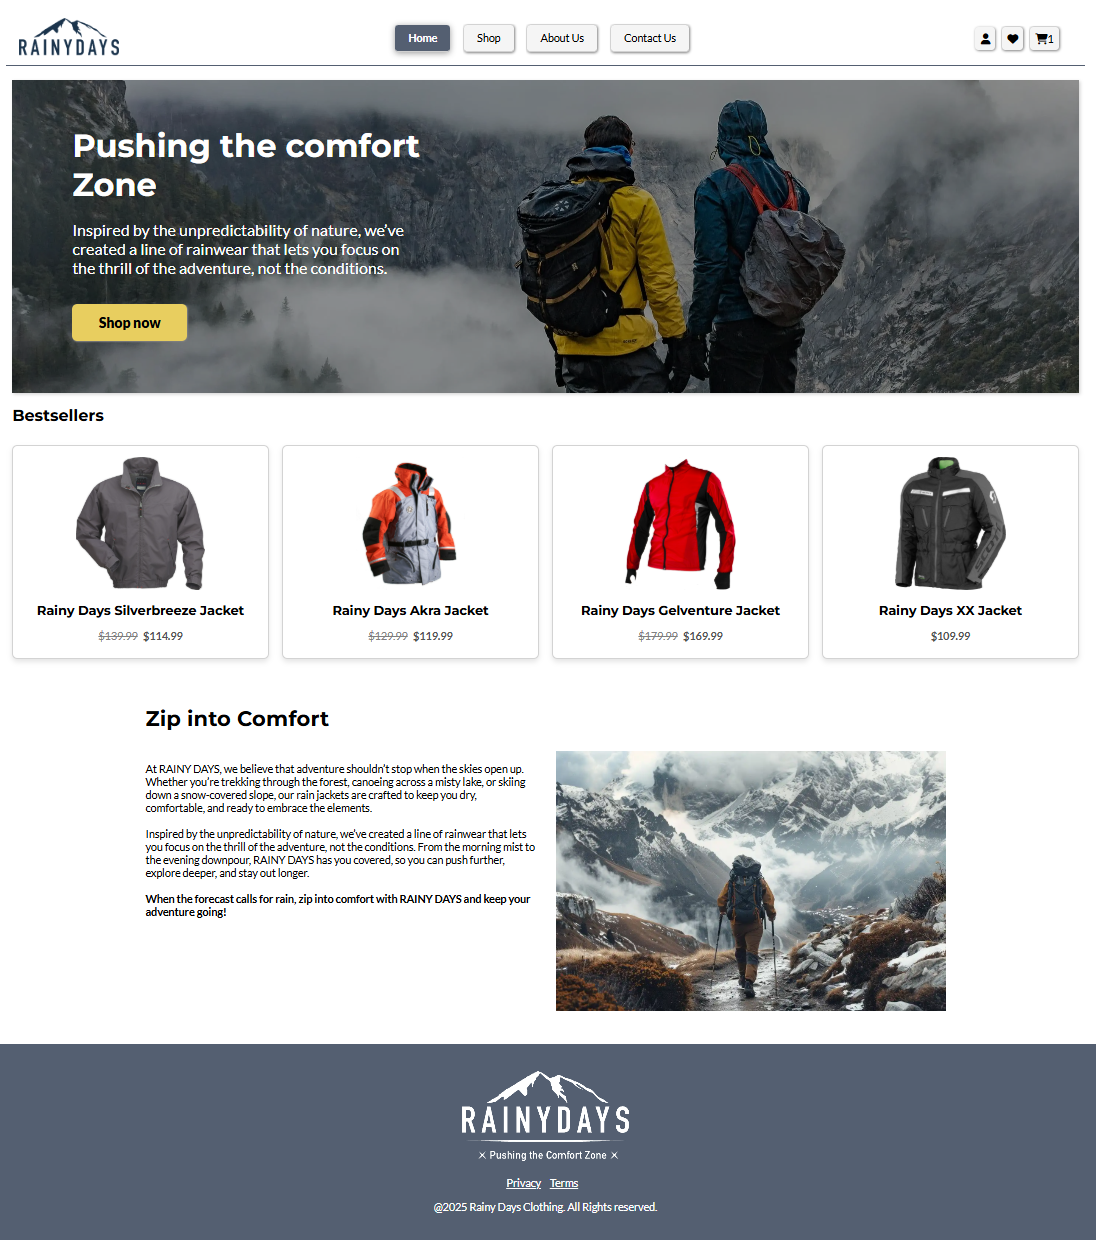 RAINYDAYS
Home
Shop
About Us
Contact Us
1
Pushing the comfort
Zone
Inspired by the unpredictability of nature, we've
created a line of rainwear that lets you focus on
the thrill of the adventure, not the conditions.
Shop now
Bestsellers
Rainy Days Silverbreeze Jacket
$139.99 $114.99
Rainy Days Akra Jacket
$129.99 $119.99
Rainy Days Gelventure Jacket
$179.99 $169.99
Rainy Days XX Jacket
$109.99
Zip into Comfort
At RAINY DAYS, we believe that adventure shouldn't stop when the skies open up.
Whether you're trekking through the forest, canoeing across a misty lake, or skiing
down a snow-covered slope, our rain jackets are crafted to keep you dry,
comfortable, and ready to embrace the elements.
Inspired by the unpredictability of nature, we've created a line of rainwear that lets
you focus on the thrill of the adventure, not the conditions. From the morning mist to
the evening downpour, RAINY DAYS has you covered, so you can push further,
explore deeper, and stay out longer.
When the forecast calls for rain, zip into comfort with RAINY DAYS and keep your
adventure going!
RAINYDAYS
Pushing the Comfort Zone
Privacy Terms
@2025 Rainy Days Clothing. All Rights reserved.